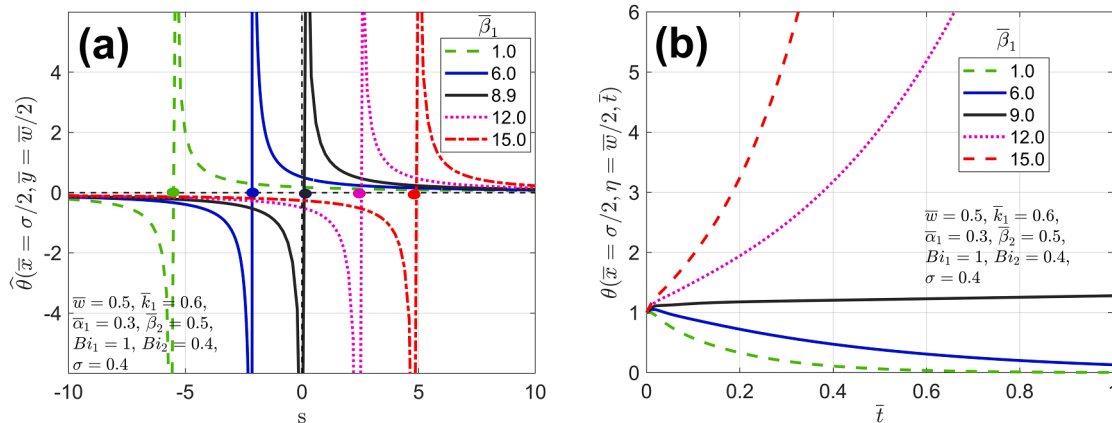 (a)
β̅₁
1.0
6.0
8.9
12.0
15.0
4
2
0
-2
-4
θ̂(x̅ = σ/2, y̅ = w̅/2)
w̅ = 0.5, k̅₁ = 0.6,
α̅₁ = 0.3, β̅₂ = 0.5,
Bi₁ = 1, Bi₂ = 0.4,
σ = 0.4
-10 -5 0 5 10
s
(b)
β̅₁
1.0
6.0
9.0
12.0
15.0
6
5
4
3
2
1
0
θ(x̅ = σ/2, η = w̅/2, t̅)
w̅ = 0.5, k̅₁ = 0.6,
α̅₁ = 0.3, β̅₂ = 0.5,
Bi₁ = 1, Bi₂ = 0.4,
σ = 0.4
0 0.2 0.4 0.6 0.8 1
t̅